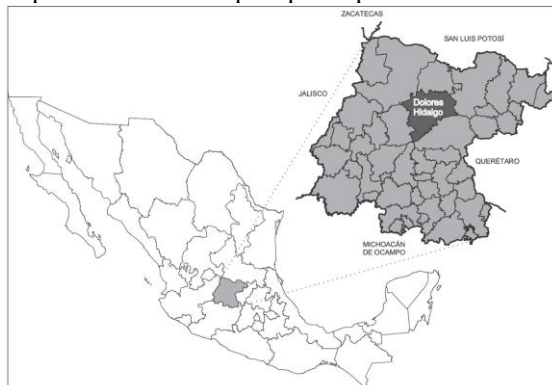 ZACATECAS
SAN LUIS POTOSÍ
JALISCO
Dolores
Hidalgo
QUERÉTARO
MICHOACÁN
DE OCAMPO